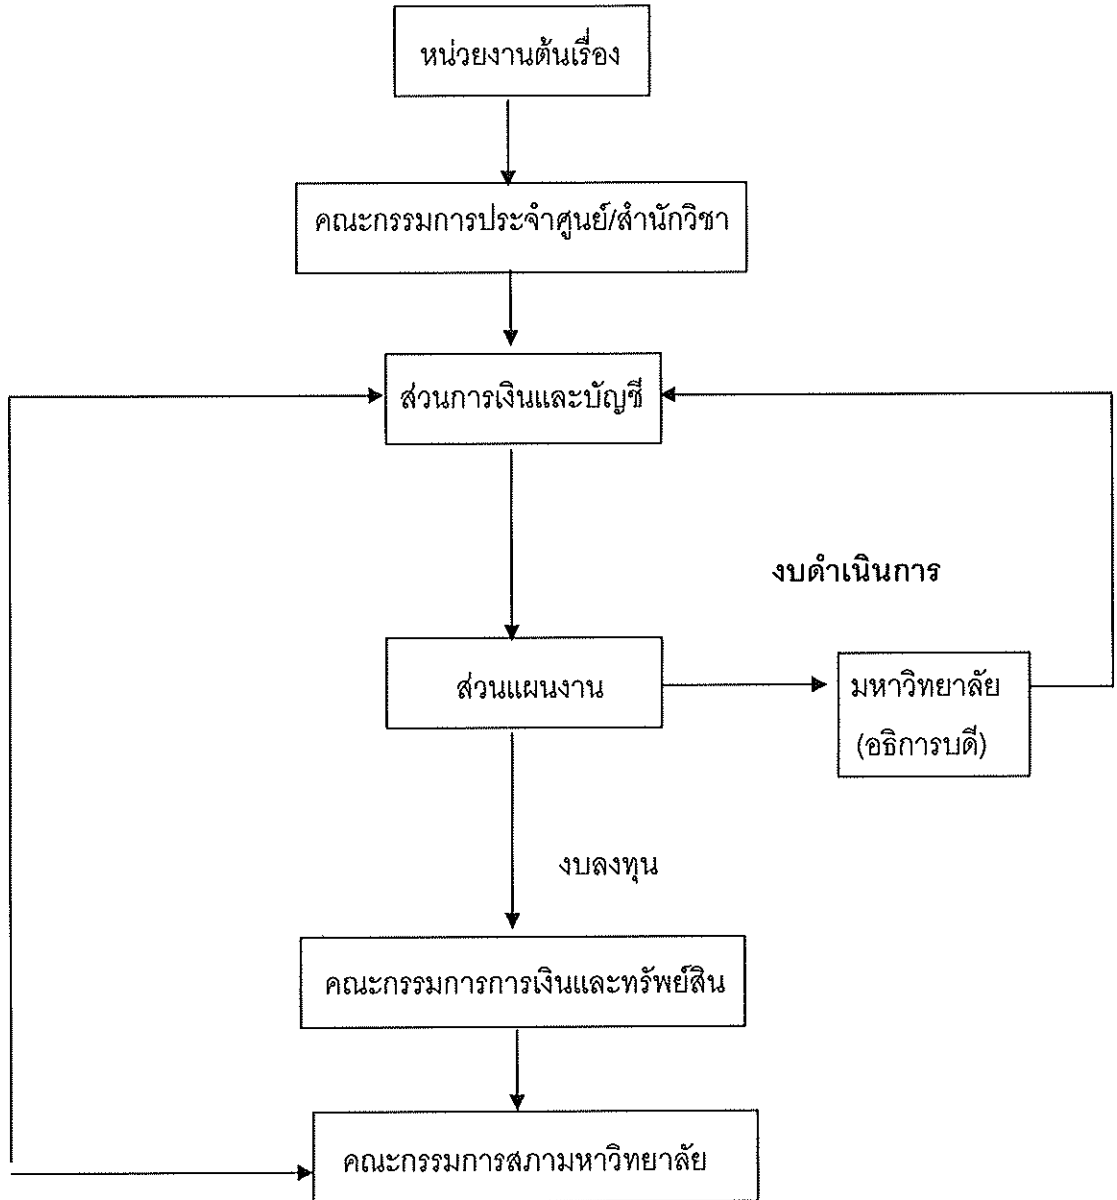 หน่วยงานต้นเรื่อง
คณะกรรมการประจำศูนย์/สำนักวิชา
ส่วนการเงินและบัญชี
งบดำเนินการ
ส่วนแผนงาน
มหาวิทยาลัย
(อธิการบดี)
งบลงทุน
คณะกรรมการการเงินและทรัพย์สิน
คณะกรรมการสภามหาวิทยาลัย